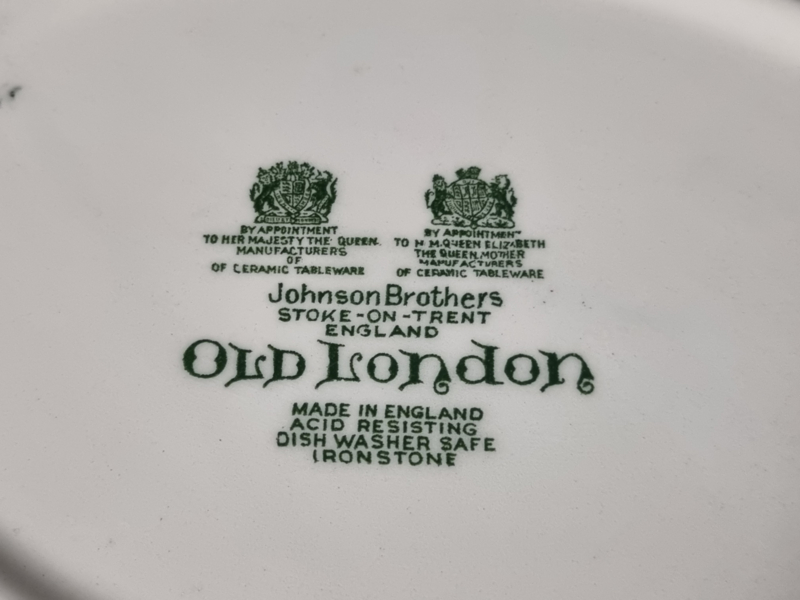 BY APPOINTMENT
TO HER MAJESTY THE QUEEN.
MANUFACTURERS
OF
OF CERAMIC TABLEWARE
BY APPOINTMENT
TO H M.QUEEN ELIZABETH
THE QUEEN MOTHER
MANUFACTURERS
OF CERAMIC TABLEWARE
Johnson Brothers
STOKE-ON-TRENT
ENGLAND
OLD London
MADE IN ENGLAND
ACID RESISTING
DISH WASHER SAFE
IRONSTONE